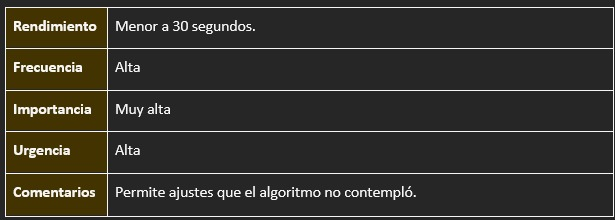 Rendimiento Menor a 30 segundos.
Frecuencia Alta
Importancia Muy alta
Urgencia Alta
Comentarios Permite ajustes que el algoritmo no contempló.